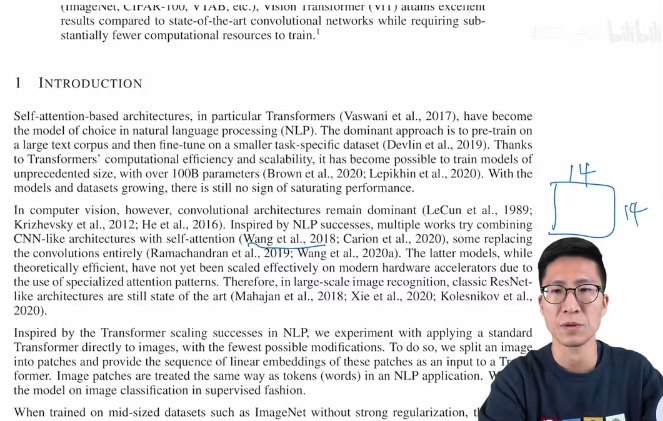 (ImageNet, CIFAR-100, VTAB, etc.), Vision Transformer (ViT) attains excellent
results compared to state-of-the-art convolutional networks while requiring sub-
stantially fewer computational resources to train.¹
bilibili
1 INTRODUCTION
Self-attention-based architectures, in particular Transformers (Vaswani et al., 2017), have become
the model of choice in natural language processing (NLP). The dominant approach is to pre-train on
a large text corpus and then fine-tune on a smaller task-specific dataset (Devlin et al., 2019). Thanks
to Transformers' computational efficiency and scalability, it has become possible to train models of
unprecedented size, with over 100B parameters (Brown et al., 2020; Lepikhin et al., 2020). With the
models and datasets growing, there is still no sign of saturating performance.
14
14
In computer vision, however, convolutional architectures remain dominant (LeCun et al., 1989;
Krizhevsky et al., 2012; He et al., 2016). Inspired by NLP successes, multiple works try combining
CNN-like architectures with self-attention (Wang et al., 2018; Carion et al., 2020), some replacing
the convolutions entirely (Ramachandran et al., 2019; Wang et al., 2020a). The latter models, while
theoretically efficient, have not yet been scaled effectively on modern hardware accelerators due to
the use of specialized attention patterns. Therefore, in large-scale image recognition, classic ResNet-
like architectures are still state of the art (Mahajan et al., 2018; Xie et al., 2020; Kolesnikov et al.,
2020).
Inspired by the Transformer scaling successes in NLP, we experiment with applying a standard
Transformer directly to images, with the fewest possible modifications. To do so, we split an image
into patches and provide the sequence of linear embeddings of these patches as an input to a
former. Image patches are treated the same way as tokens (words) in an NLP application.
the model on image classification in supervised fashion.
When trained on mid-sized datasets such as ImageNet without strong regularization,